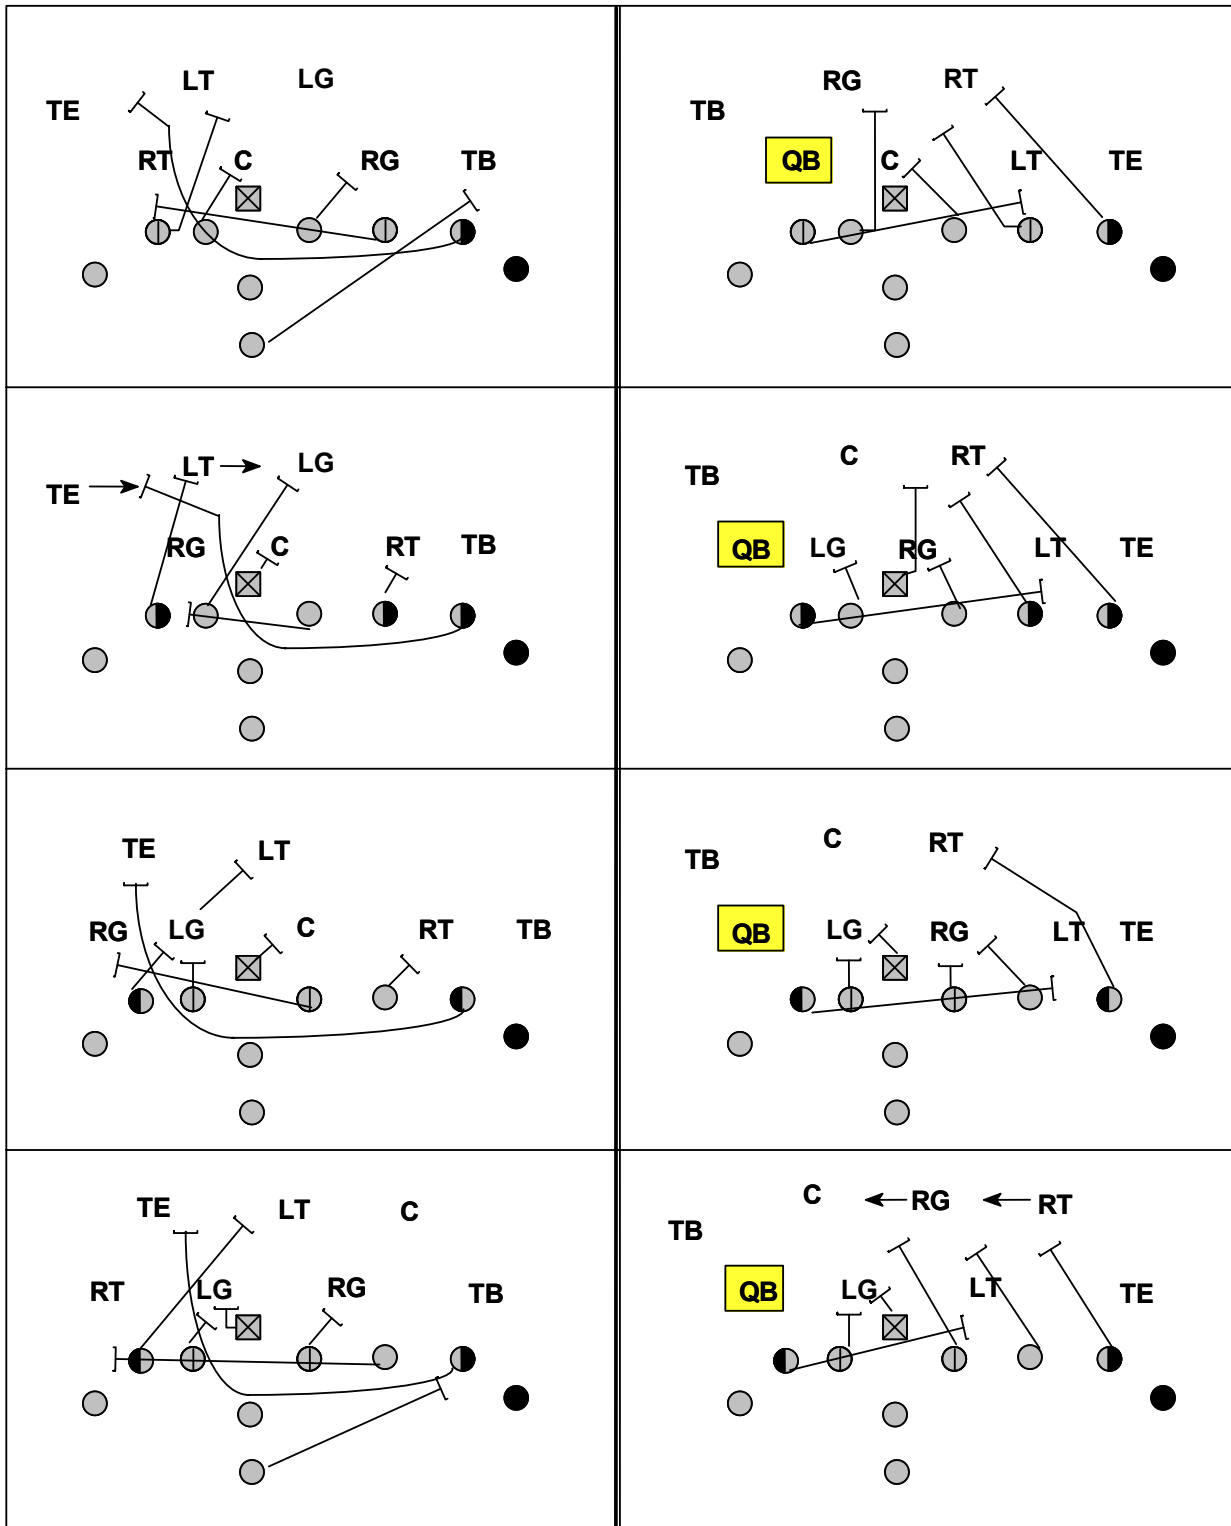 LT LG
TE
RT C RG TB
RG RT
TB
QB C LT TE
LT LG
TE
RG C RT TB
C RT
TB
QB LG RG LT TE
TE LT
RG LG C RT TB
C RT
TB
QB LG RG LT TE
TE LT C
RT LG RG TB
C RG RT
TB
QB LG LT TE